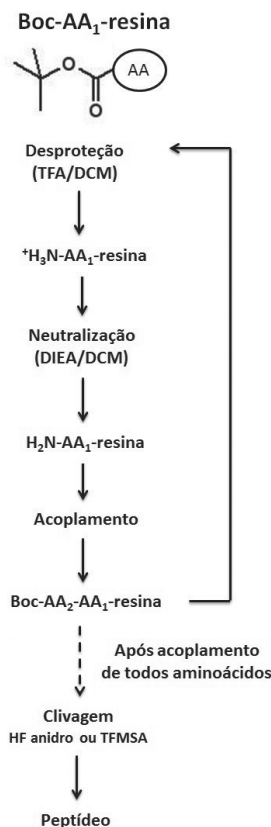 Boc-AA₁-resina
O
AA
O
Desproteção
(TFA/DCM)
⁺H₃N-AA₁-resina
Neutralização
(DIEA/DCM)
H₂N-AA₁-resina
Acoplamento
Boc-AA₂-AA₁-resina
Após acoplamento
de todos aminoácidos
Clivagem
HF anidro ou TFMSA
Peptídeo